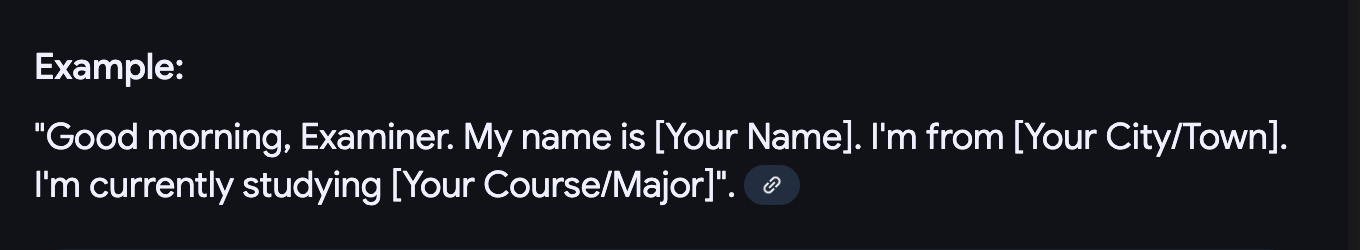 Example:
"Good morning, Examiner. My name is [Your Name]. I'm from [Your City/Town].
I'm currently studying [Your Course/Major]".